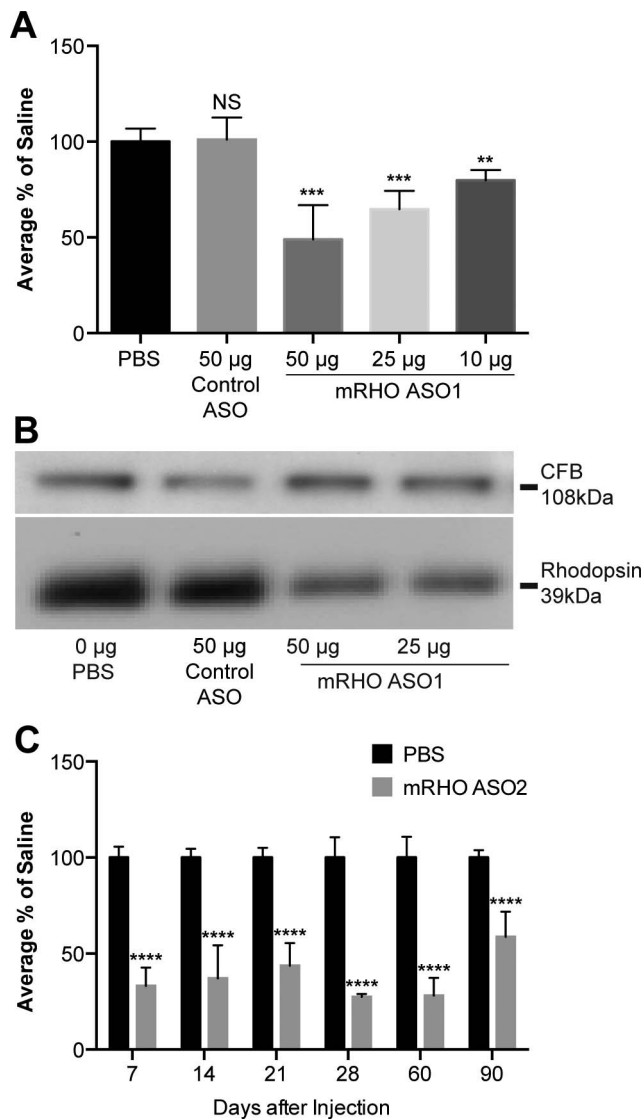 A
Average % of Saline
150
100
50
0
NS
***
***
**
PBS
50 µg
Control
ASO
50 µg
25 µg
10 µg
mRHO ASO1
B
CFB
108kDa
Rhodopsin
39kDa
0 µg
PBS
50 µg
Control
ASO
50 µg
25 µg
mRHO ASO1
C
Average % of Saline
150
100
50
0
PBS
mRHO ASO2
****
****
****
****
****
****
7
14
21
28
60
90
Days after Injection